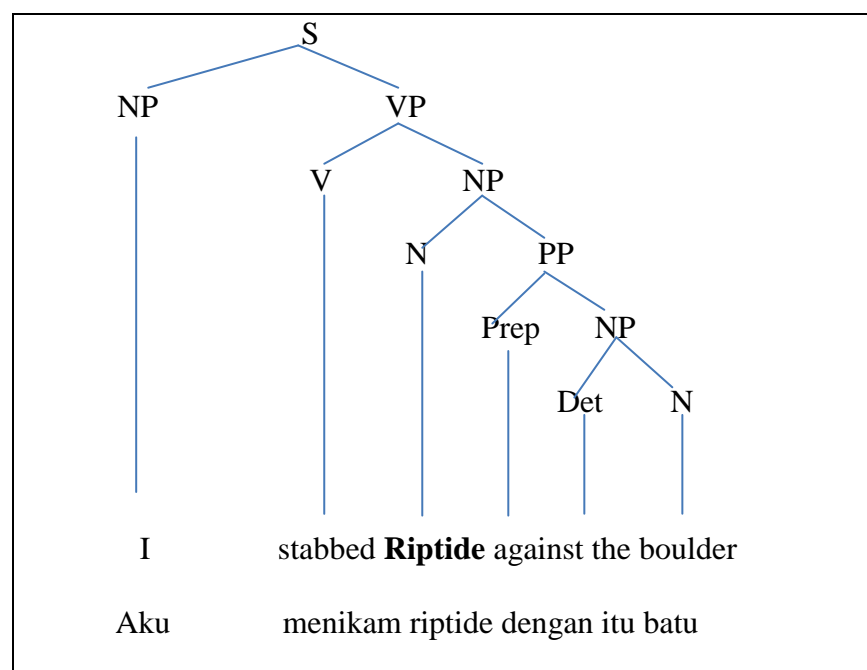 S
NP VP
V NP
N PP
Prep NP
Det N
I stabbed Riptide against the boulder
Aku menikam riptide dengan itu batu